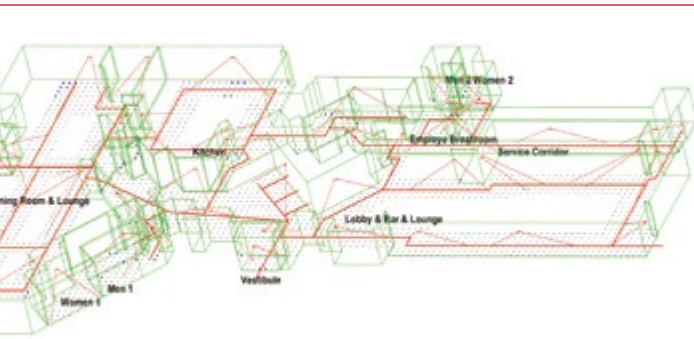 Men 2 Women 2
Employe Breakroom
Kitchen
Service Corridor
ning Room & Lounge
Lobby & Bar & Lounge
Vestibule
Men 1
Women 1